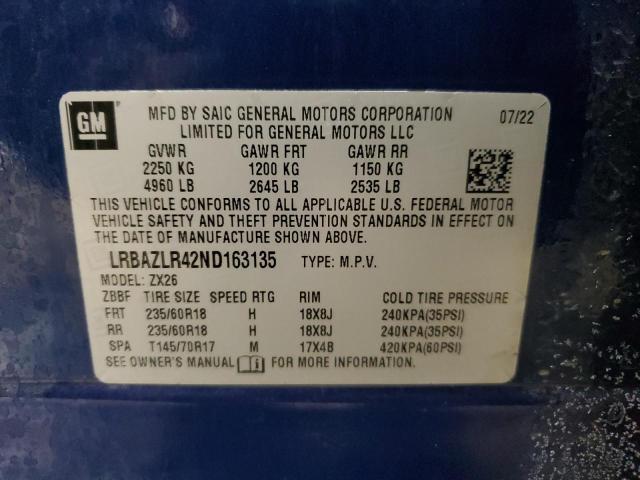 GM
MFD BY SAIC GENERAL MOTORS CORPORATION 07/22
LIMITED FOR GENERAL MOTORS LLC
GVWR GAWR FRT GAWR RR
2250 KG 1200 KG 1150 KG
4960 LB 2645 LB 2535 LB
THIS VEHICLE CONFORMS TO ALL APPLICABLE U.S. FEDERAL MOTOR
VEHICLE SAFETY AND THEFT PREVENTION STANDARDS IN EFFECT ON
THE DATE OF MANUFACTURE SHOWN ABOVE.
LRBAZLR42ND163135 TYPE: M.P.V.
MODEL: ZX26
ZBBF TIRE SIZE SPEED RTG RIM COLD TIRE PRESSURE
FRT 235/60R18 H 18X8J 240KPA(35PSI)
RR 235/60R18 H 18X8J 240KPA(35PSI)
SPA T145/70R17 M 17X4B 420KPA(60PSI)
SEE OWNER'S MANUAL FOR MORE INFORMATION.